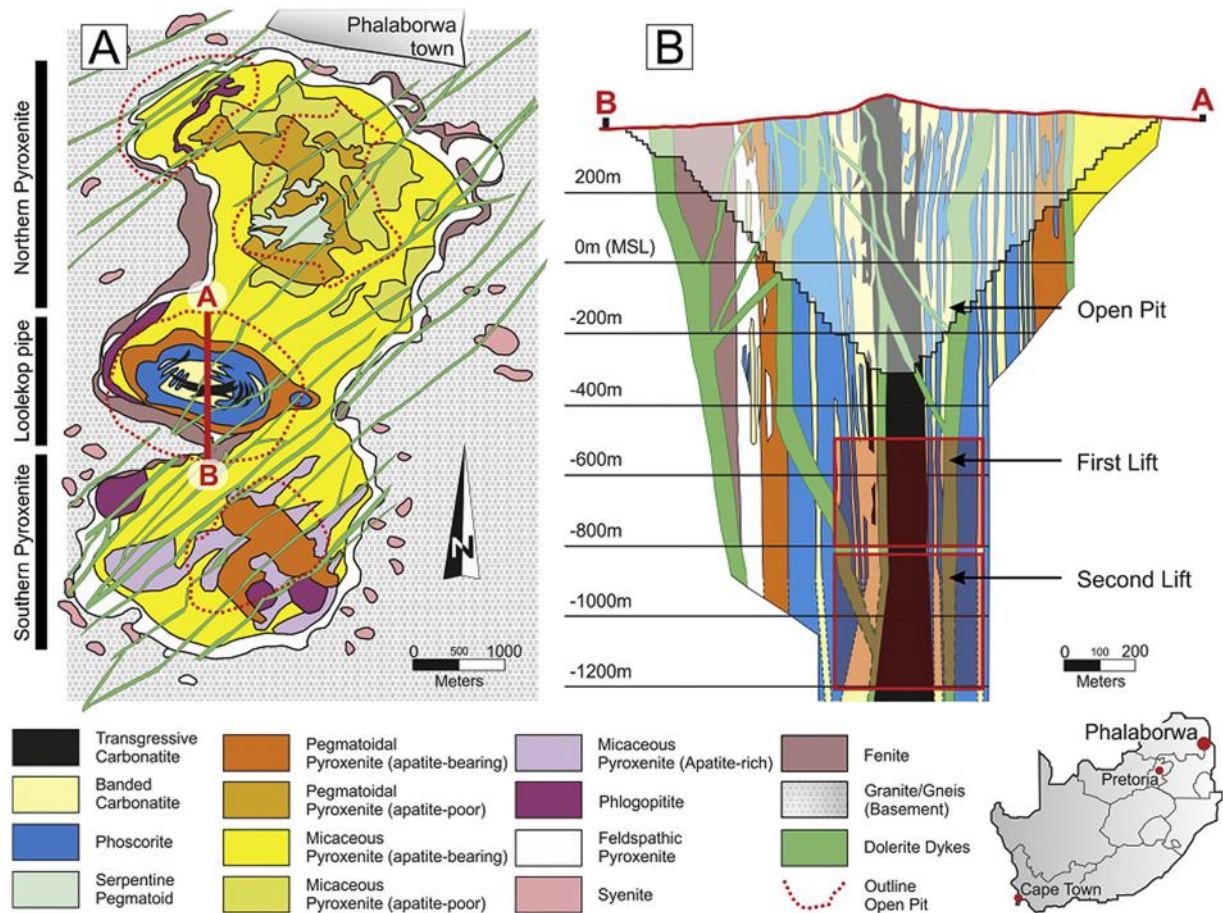 A
Phalaborwa
town
Northern Pyroxenite
Loolekop pipe
Southern Pyroxenite
A
B
N
0 500 1000
Meters
B
B
A
200m
0m (MSL)
-200m
-400m
-600m
-800m
-1000m
-1200m
Open Pit
First Lift
Second Lift
0 100 200
Meters
Transgressive
Carbonatite
Banded
Carbonatite
Phoscorite
Serpentine
Pegmatoid
Pegmatoidal
Pyroxenite (apatite-bearing)
Pegmatoidal
Pyroxenite (apatite-poor)
Micaceous
Pyroxenite (apatite-bearing)
Micaceous
Pyroxenite (apatite-poor)
Micaceous
Pyroxenite (Apatite-rich)
Phlogopitite
Feldspathic
Pyroxenite
Syenite
Fenite
Granite/Gneis
(Basement)
Dolerite Dykes
Outline
Open Pit
Phalaborwa
Pretoria
Cape Town